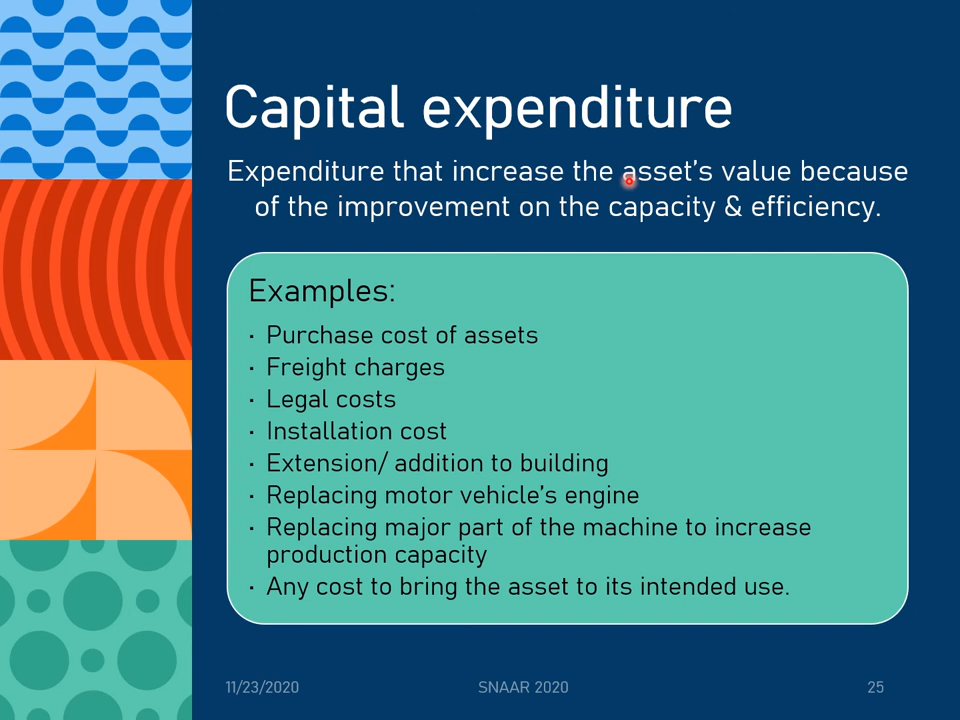 Capital expenditure
Expenditure that increase the asset's value because
of the improvement on the capacity & efficiency.
Examples:
· Purchase cost of assets
· Freight charges
· Legal costs
· Installation cost
· Extension/ addition to building
· Replacing motor vehicle's engine
· Replacing major part of the machine to increase
production capacity
· Any cost to bring the asset to its intended use.
11/23/2020 SNAAR 2020 25